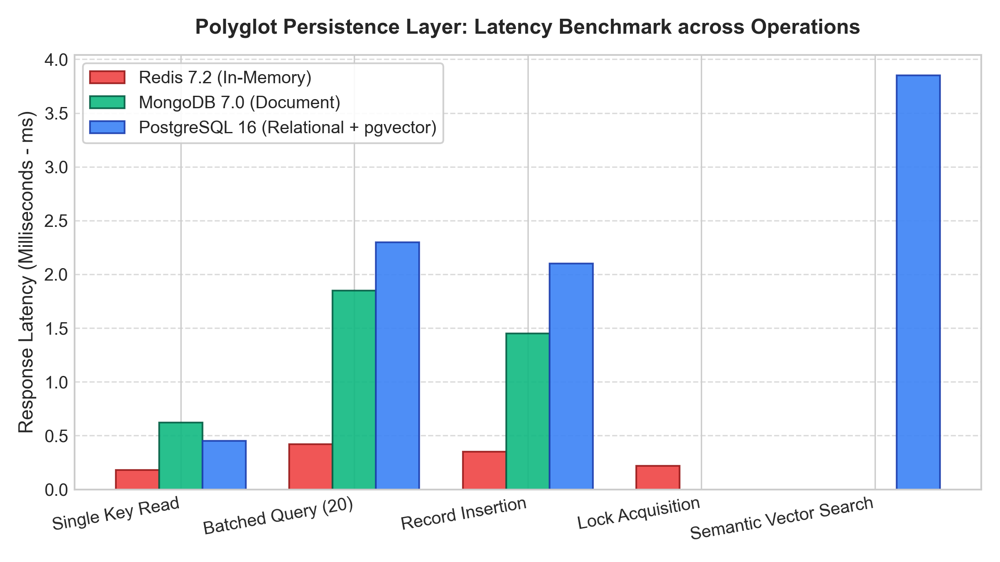 Polyglot Persistence Layer: Latency Benchmark across Operations
Redis 7.2 (In-Memory)
MongoDB 7.0 (Document)
PostgreSQL 16 (Relational + pgvector)
Response Latency (Milliseconds - ms)
4.0
3.5
3.0
2.5
2.0
1.5
1.0
0.5
0.0
Single Key Read
Batched Query (20)
Record Insertion
Lock Acquisition
Semantic Vector Search